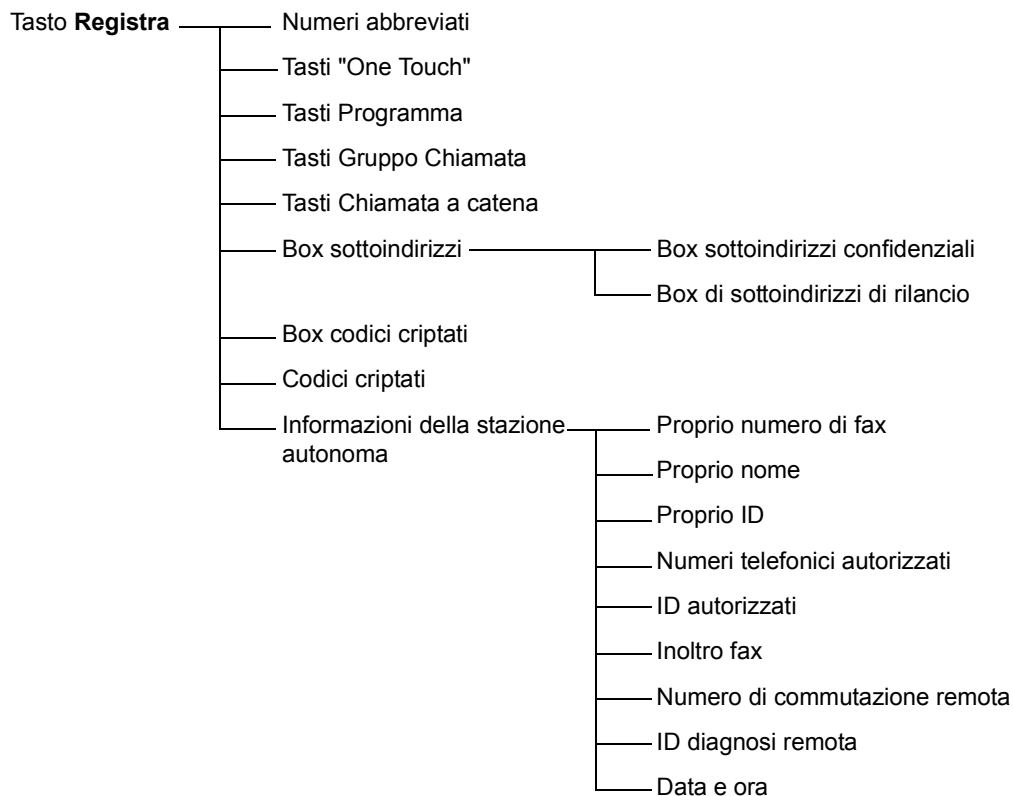 Tasto Registra
Numeri abbreviati
Tasti "One Touch"
Tasti Programma
Tasti Gruppo Chiamata
Tasti Chiamata a catena
Box sottoindirizzi
Box sottoindirizzi confidenziali
Box di sottoindirizzi di rilancio
Box codici criptati
Codici criptati
Informazioni della stazione
autonoma
Proprio numero di fax
Proprio nome
Proprio ID
Numeri telefonici autorizzati
ID autorizzati
Inoltro fax
Numero di commutazione remota
ID diagnosi remota
Data e ora